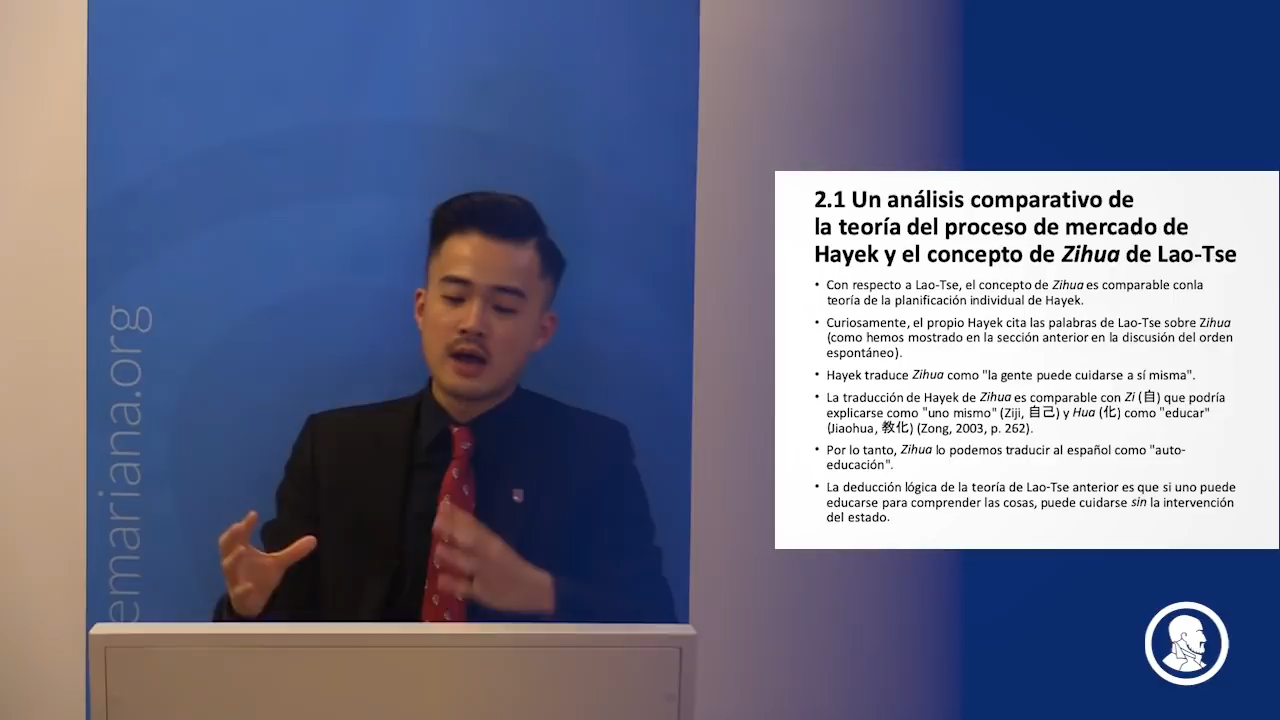 emariana.org
2.1 Un análisis comparativo de
la teoría del proceso de mercado de
Hayek y el concepto de Zihua de Lao-Tse
• Con respecto a Lao-Tse, el concepto de Zihua es comparable conla
teoría de la planificación individual de Hayek.
• Curiosamente, el propio Hayek cita las palabras de Lao-Tse sobre Zihua
(como hemos mostrado en la sección anterior en la discusión del orden
espontáneo).
• Hayek traduce Zihua como "la gente puede cuidarse a sí misma".
• La traducción de Hayek de Zihua es comparable con Zi (自) que podría
explicarse como "uno mismo" (Ziji, 自己) y Hua (化) como "educar"
(Jiaohua, 教化) (Zong, 2003, p. 262).
• Por lo tanto, Zihua lo podemos traducir al español como "auto-
educación".
• La deducción lógica de la teoría de Lao-Tse anterior es que si uno puede
educarse para comprender las cosas, puede cuidarse sin la intervención
del estado.